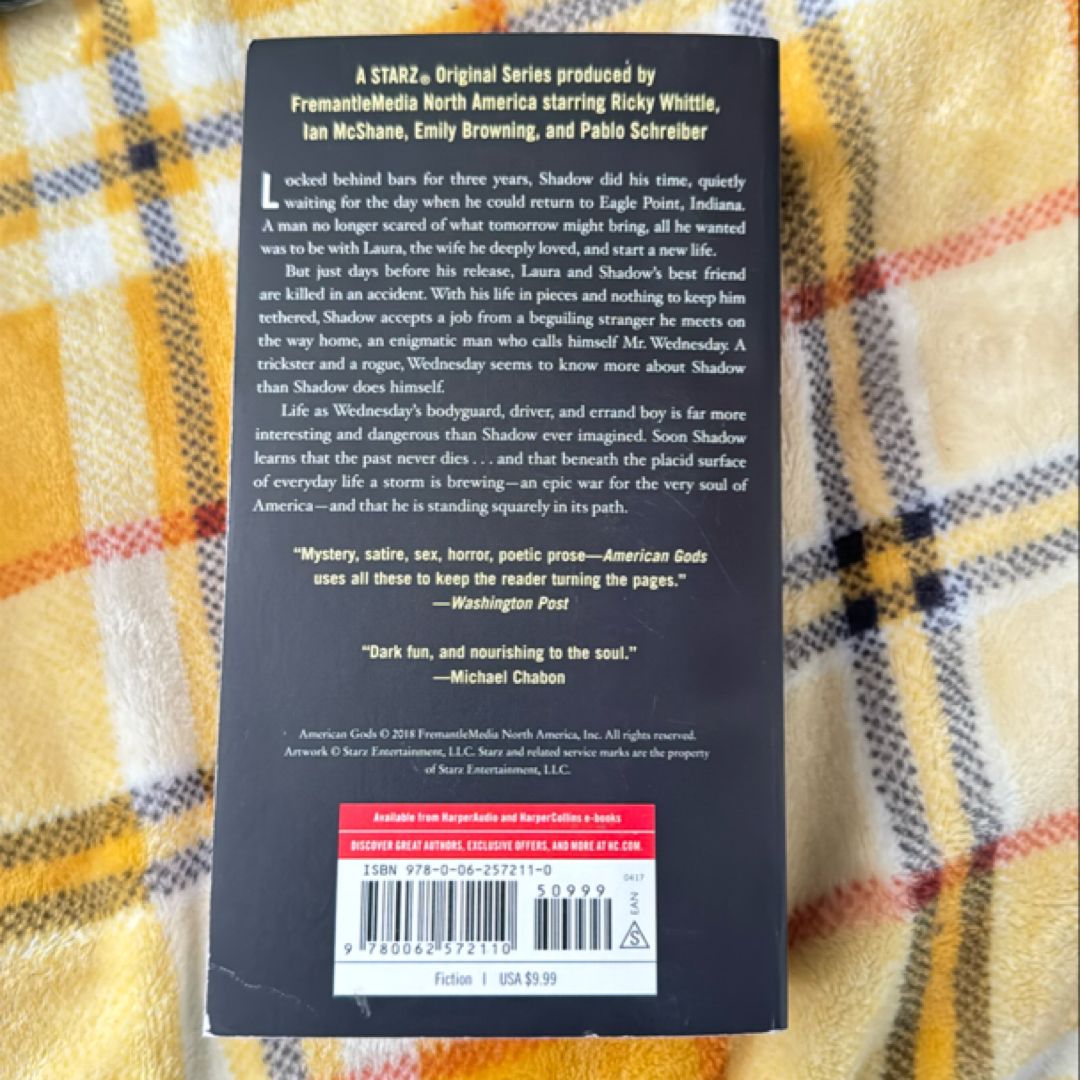 A STARZ® Original Series produced by
FremantleMedia North America starring Ricky Whittle,
Ian McShane, Emily Browning, and Pablo Schreiber
Locked behind bars for three years, Shadow did his time, quietly
waiting for the day when he could return to Eagle Point, Indiana.
A man no longer scared of what tomorrow might bring, all he wanted
was to be with Laura, the wife he deeply loved, and start a new life.
But just days before his release, Laura and Shadow's best friend
are killed in an accident. With his life in pieces and nothing to keep him
tethered, Shadow accepts a job from a beguiling stranger he meets on
the way home, an enigmatic man who calls himself Mr. Wednesday. A
trickster and a rogue, Wednesday seems to know more about Shadow
than Shadow does himself.
Life as Wednesday's bodyguard, driver, and errand boy is far more
interesting and dangerous than Shadow ever imagined. Soon Shadow
learns that the past never dies . . . and that beneath the placid surface
of everyday life a storm is brewing—an epic war for the very soul of
America—and that he is standing squarely in its path.
"Mystery, satire, sex, horror, poetic prose—American Gods
uses all these to keep the reader turning the pages."
—Washington Post
"Dark fun, and nourishing to the soul."
—Michael Chabon
American Gods © 2018 FremantleMedia North America, Inc. All rights reserved.
Artwork © Starz Entertainment, LLC. Starz and related service marks are the property
of Starz Entertainment, LLC.
Available from HarperAudio and HarperCollins e-books
DISCOVER GREAT AUTHORS, EXCLUSIVE OFFERS, AND MORE AT HC.COM.
ISBN 978-0-06-257211-0
50999
0417
EAN
S
9 780062 572110
Fiction | USA $9.99